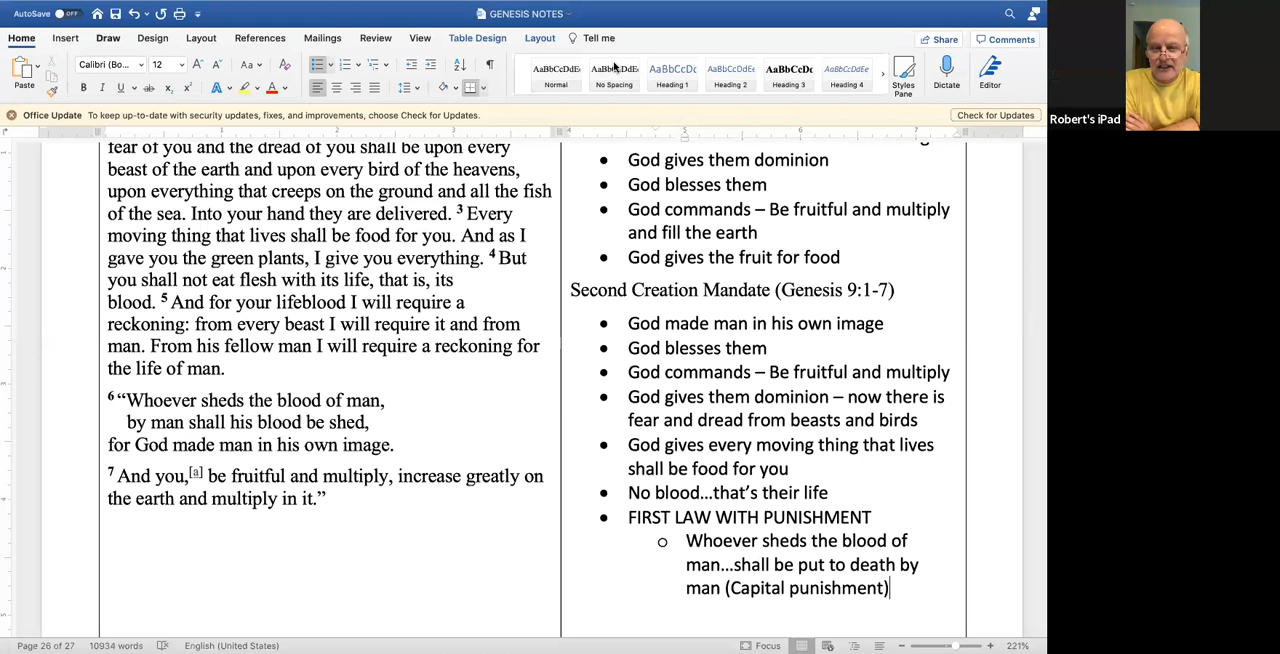 AutoSave OFF
GENESIS NOTES
Home Insert Draw Design Layout References Mailings Review View Table Design Layout Tell me
Share Comments
Paste
Calibri (Bo... 12
AaBbCcDdEe Normal
AaBbCcDdEe No Spacing
AaBbCcDc Heading 1
AaBbCcDdEe Heading 2
AaBbCcDc Heading 3
AaBbCcDdEe Heading 4
Styles Pane
Dictate
Editor
Office Update To keep up-to-date with security updates, fixes, and improvements, choose Check for Updates.
Check for Updates
fear of you and the dread of you shall be upon every
beast of the earth and upon every bird of the heavens,
upon everything that creeps on the ground and all the fish
of the sea. Into your hand they are delivered. 3 Every
moving thing that lives shall be food for you. And as I
gave you the green plants, I give you everything. 4 But
you shall not eat flesh with its life, that is, its
blood. 5 And for your lifeblood I will require a
reckoning: from every beast I will require it and from
man. From his fellow man I will require a reckoning for
the life of man.
6 “Whoever sheds the blood of man,
by man shall his blood be shed,
for God made man in his own image.
7 And you,[a] be fruitful and multiply, increase greatly on
the earth and multiply in it.”
• God gives them dominion
• God blesses them
• God commands – Be fruitful and multiply
and fill the earth
• God gives the fruit for food
Second Creation Mandate (Genesis 9:1-7)
• God made man in his own image
• God blesses them
• God commands – Be fruitful and multiply
• God gives them dominion – now there is
fear and dread from beasts and birds
• God gives every moving thing that lives
shall be food for you
• No blood...that’s their life
• FIRST LAW WITH PUNISHMENT
o Whoever sheds the blood of
man...shall be put to death by
man (Capital punishment)
Page 26 of 27 10934 words English (United States)
Focus
221%
Robert's iPad